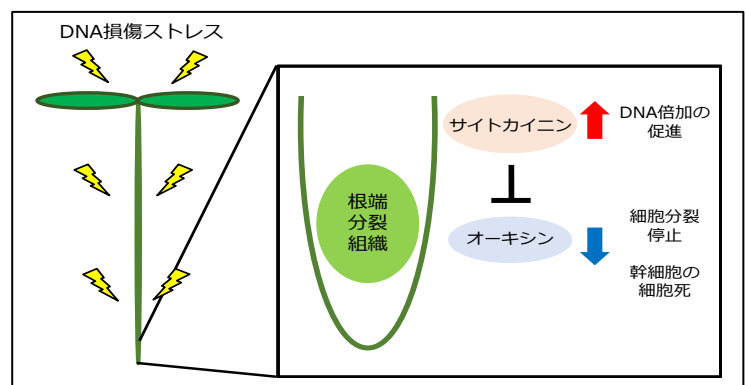 DNA損傷ストレス
サイトカイニン
DNA倍加の
促進
根端
分裂
組織
オーキシン
細胞分裂
停止
幹細胞の
細胞死